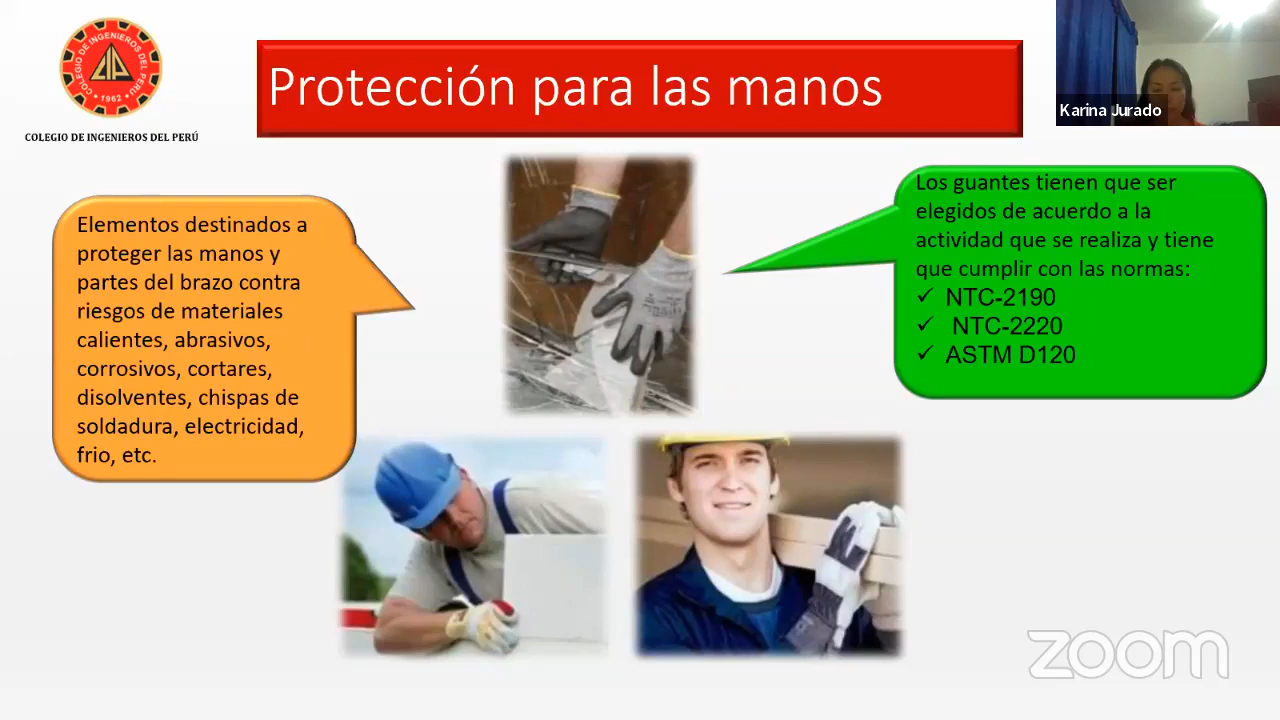 COLEGIO DE INGENIEROS DEL PERU
1962
COLEGIO DE INGENIEROS DEL PERÚ
Protección para las manos
Karina Jurado
Elementos destinados a
proteger las manos y
partes del brazo contra
riesgos de materiales
calientes, abrasivos,
corrosivos, cortares,
disolventes, chispas de
soldadura, electricidad,
frio, etc.
Los guantes tienen que ser
elegidos de acuerdo a la
actividad que se realiza y tiene
que cumplir con las normas:
✓ NTC-2190
✓ NTC-2220
✓ ASTM D120
zoom